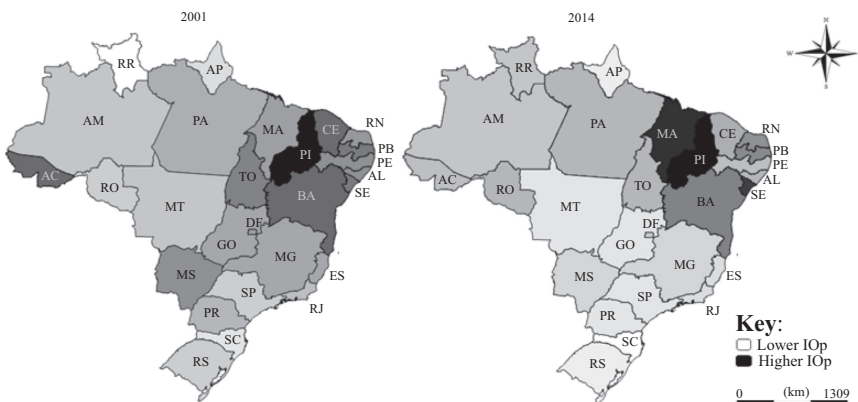 2001
RR
AP
AM
PA
MA
CE
RN
PB
PE
AL
SE
PI
AC
RO
TO
BA
MT
DF
GO
MG
MS
ES
SP
RJ
PR
SC
RS
2014
N
W
E
S
RR
AP
AM
PA
MA
CE
RN
PB
PE
AL
SE
PI
AC
RO
TO
BA
MT
DF
GO
MG
MS
ES
SP
RJ
PR
SC
RS
Key:
Lower IOp
Higher IOp
0 (km) 1309